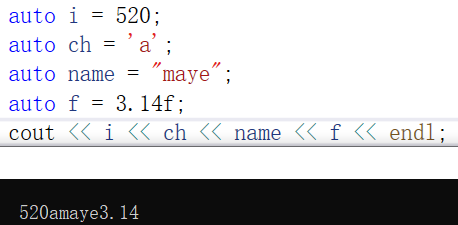 auto i = 520;
auto ch = 'a';
auto name = "maye";
auto f = 3.14f;
cout << i << ch << name << f << endl;
520amaye3.14